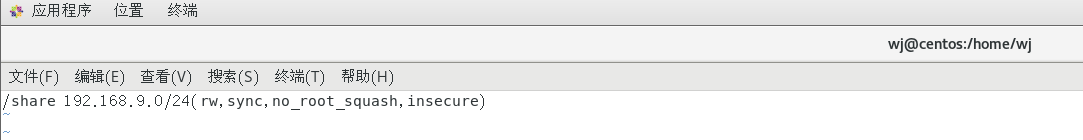 应用程序 位置 终端
wj@centos:/home/wj
文件(F) 编辑(E) 查看(V) 搜索(S) 终端(T) 帮助(H)
/share 192.168.9.0/24(rw,sync,no_root_squash,insecure)
~
~